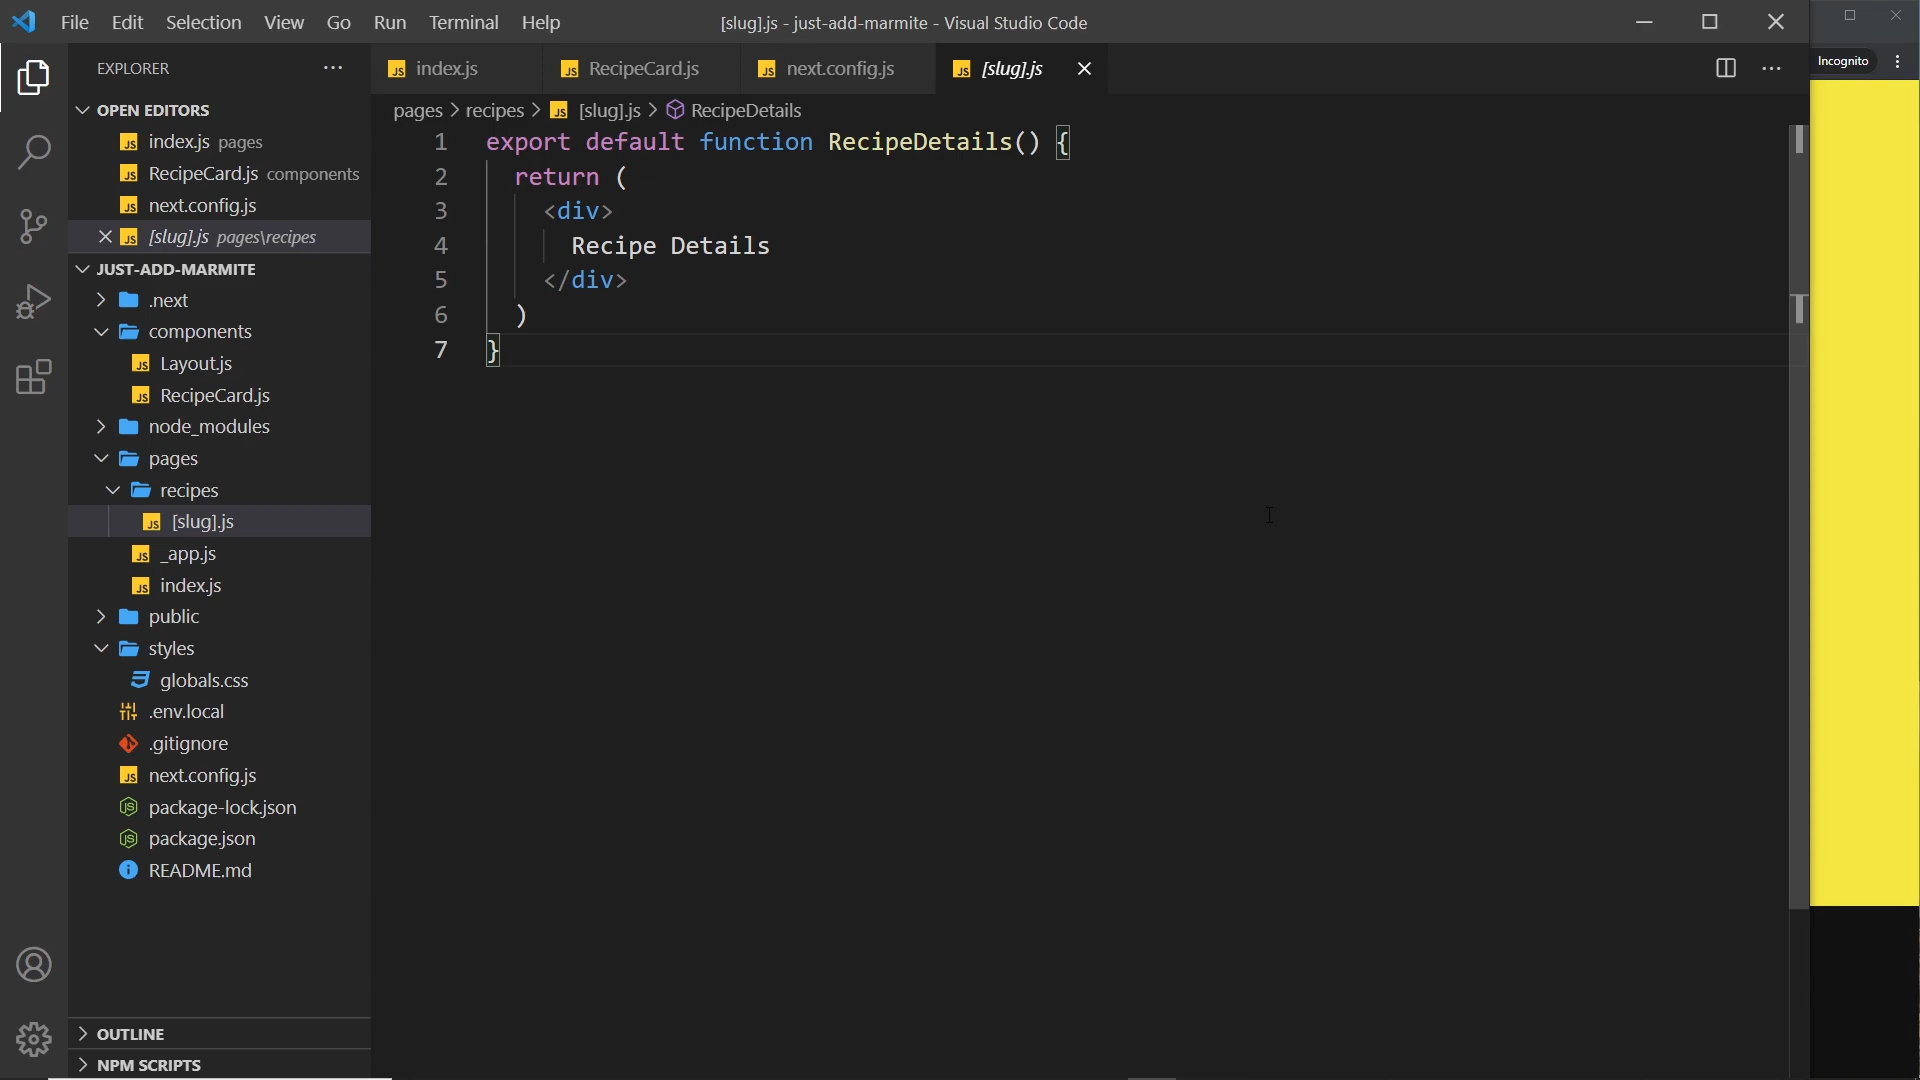 File Edit Selection View Go Run Terminal Help
[slug].js - just-add-marmite - Visual Studio Code
Incognito
EXPLORER
index.js
RecipeCard.js
next.config.js
[slug].js
OPEN EDITORS
index.js pages
RecipeCard.js components
next.config.js
[slug].js pages\recipes
JUST-ADD-MARMITE
.next
components
Layout.js
RecipeCard.js
node_modules
pages
recipes
[slug].js
_app.js
index.js
public
styles
globals.css
.env.local
.gitignore
next.config.js
package-lock.json
package.json
README.md
OUTLINE
NPM SCRIPTS
pages > recipes > JS [slug].js > RecipeDetails
1 export default function RecipeDetails() {
2 return (
3 <div>
4 Recipe Details
5 </div>
6 )
7 }